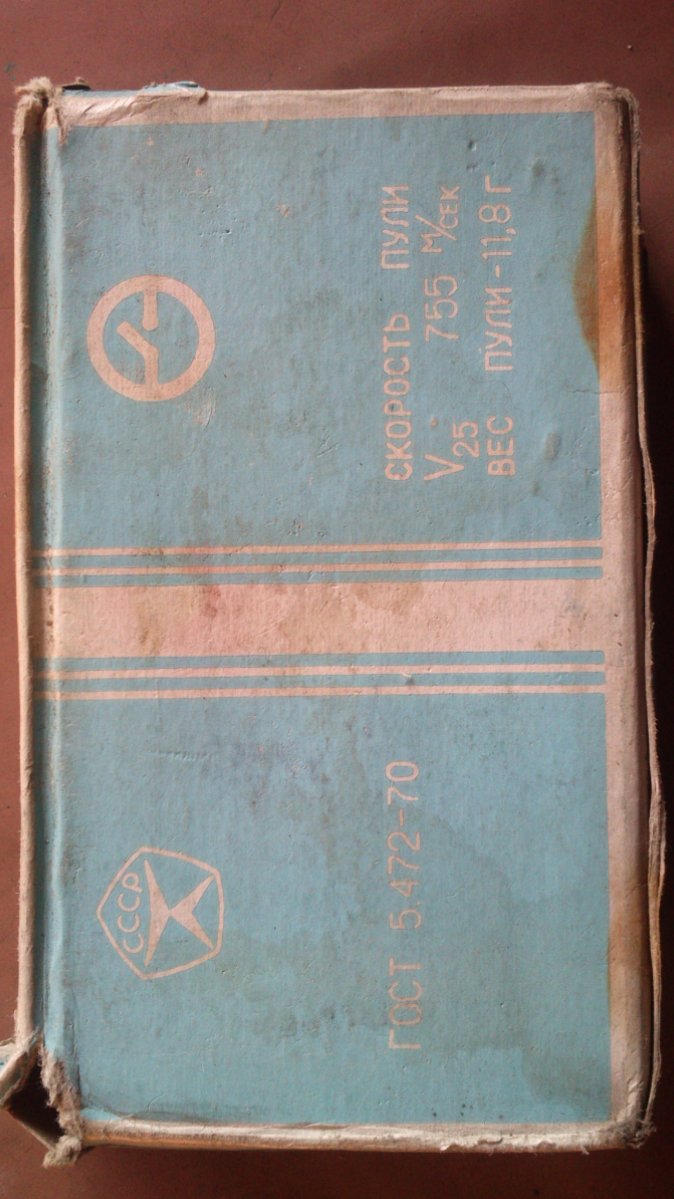 СССР
ГОСТ 5.472-70
СКОРОСТЬ ПУЛИ
V25 755 М/СЕК
ВЕС ПУЛИ-11,8 Г